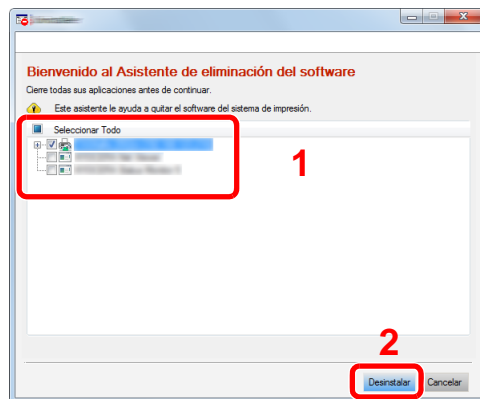 Bienvenido al Asistente de eliminación del software
Cierre todas sus aplicaciones antes de continuar.
Este asistente le ayuda a quitar el software del sistema de impresión.
Seleccionar Todo
1
2
Desinstalar Cancelar